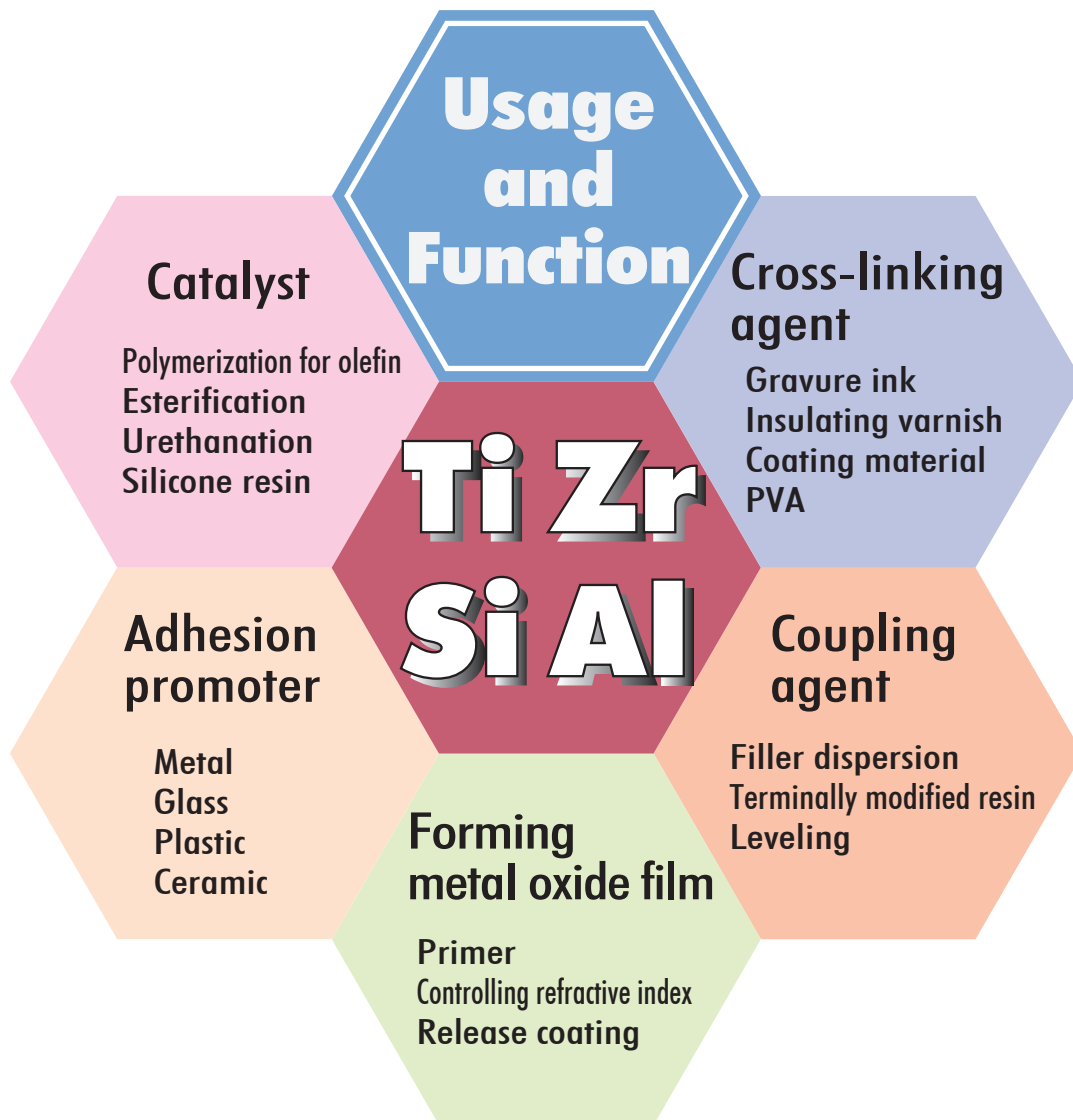 Usage
and
Function
Catalyst
Polymerization for olefin
Esterification
Urethanation
Silicone resin
Cross-linking
agent
Gravure ink
Insulating varnish
Coating material
PVA
Ti Zr
Si Al
Adhesion
promoter
Metal
Glass
Plastic
Ceramic
Coupling
agent
Filler dispersion
Terminally modified resin
Leveling
Forming
metal oxide film
Primer
Controlling refractive index
Release coating